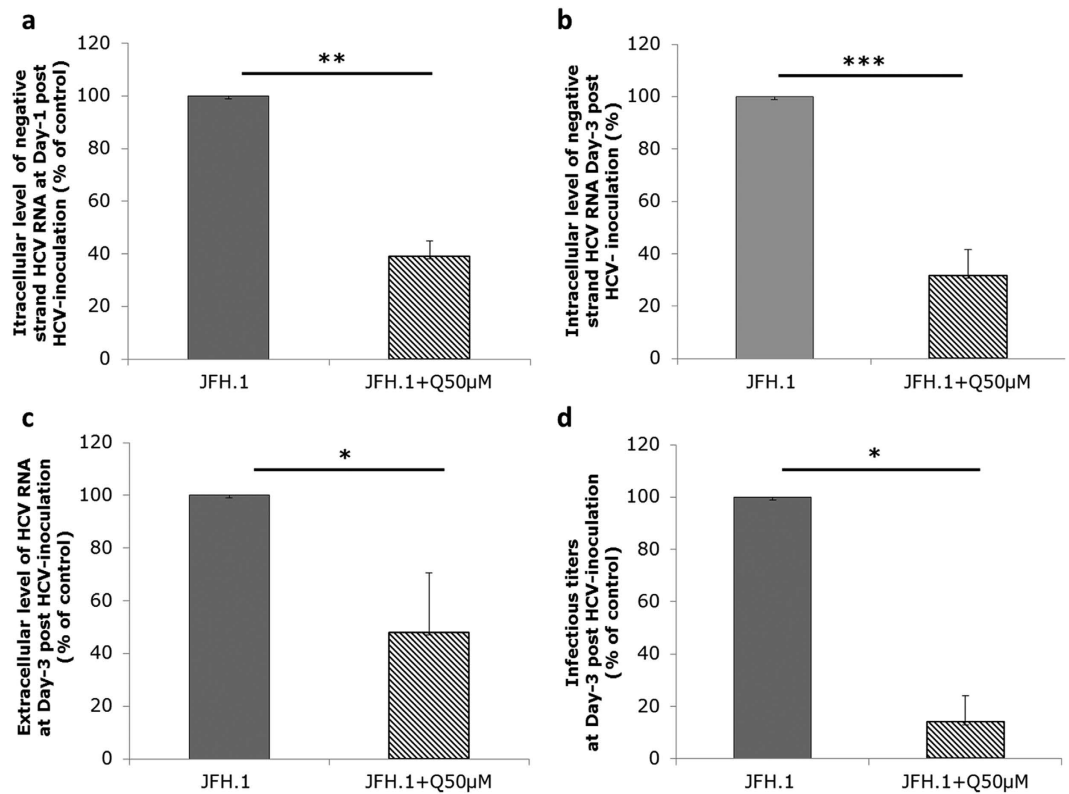 a
Itracellular level of negative
strand HCV RNA at Day-1 post
HCV-inoculation (% of control)
120
100
80
60
40
20
0
**
JFH.1
JFH.1+Q50µM
b
Intracellular level of negative
strand HCV RNA Day-3 post
HCV- inoculation (%)
120
100
80
60
40
20
0
***
JFH.1
JFH.1+Q50µM
c
Extracellular level of HCV RNA
at Day-3 post HCV-inoculation
(% of control)
120
100
80
60
40
20
0
*
JFH.1
JFH.1+Q50µM
d
Infectious titers
at Day-3 post HCV-inoculation
(% of control)
120
100
80
60
40
20
0
*
JFH.1
JFH.1+Q50µM